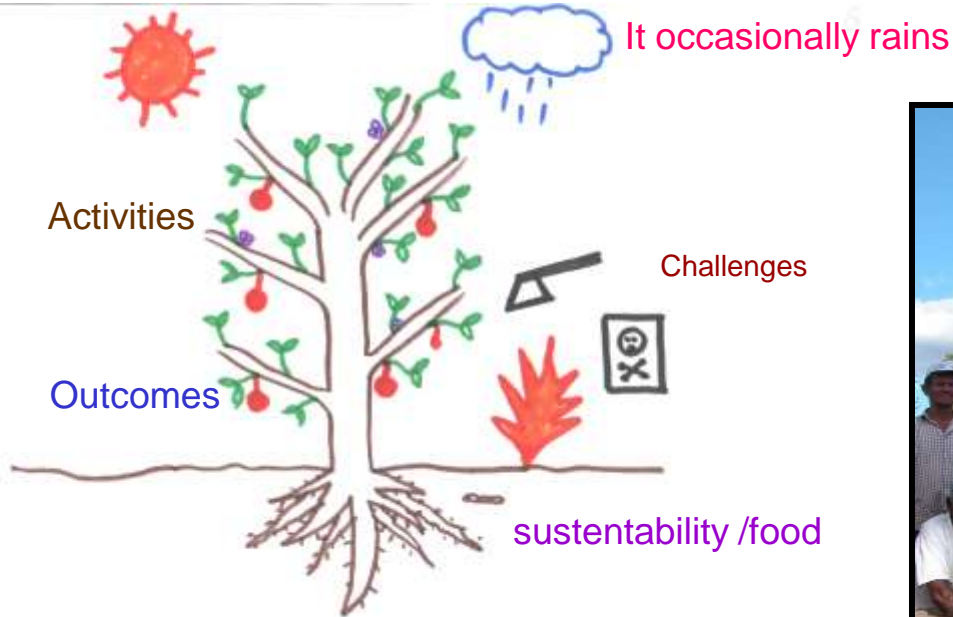 It occasionally rains
Activities
Challenges
Outcomes
sustentability /food